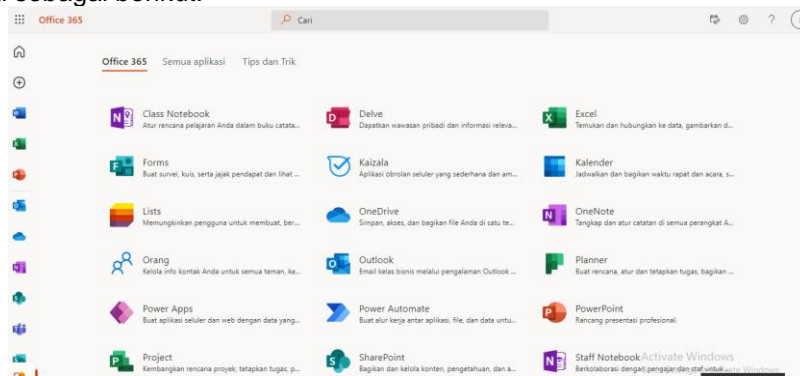 sebagai berikut.
Office 365
Cari
?
Office 365 Semua aplikasi Tips dan Trik
Class Notebook
Atur rencana pelajaran Anda dalam buku catata...
Delve
Dapatkan wawasan pribadi dan informasi releva...
Excel
Temukan dan hubungkan ke data, gambarkan d...
Forms
Buat survei, kuis, serta jajak pendapat dan lihat ...
Kaizala
Aplikasi obrolan seluler yang sederhana dan am...
Kalender
Jadwalkan dan bagikan waktu rapat dan acara, s...
Lists
Memungkinkan pengguna untuk membuat, ber...
OneDrive
Simpan, akses, dan bagikan file Anda di satu te...
OneNote
Tangkap dan atur catatan di semua perangkat A...
Orang
Kelola info kontak Anda untuk semua teman, ke...
Outlook
Email kelas bisnis melalui pengalaman Outlook ...
Planner
Buat rencana, atur dan tetapkan tugas, bagikan ...
Power Apps
Buat aplikasi seluler dan web dengan data yang...
Power Automate
Buat alur kerja antar aplikasi, file, dan data untu...
PowerPoint
Rancang presentasi profesional.
Project
Kembangkan rencana proyek, tetapkan tugas, p...
SharePoint
Bagikan dan kelola konten, pengetahuan, dan a...
Staff Notebook
Activate Windows
Berkolaborasi dengan pengajar dan staf untuk